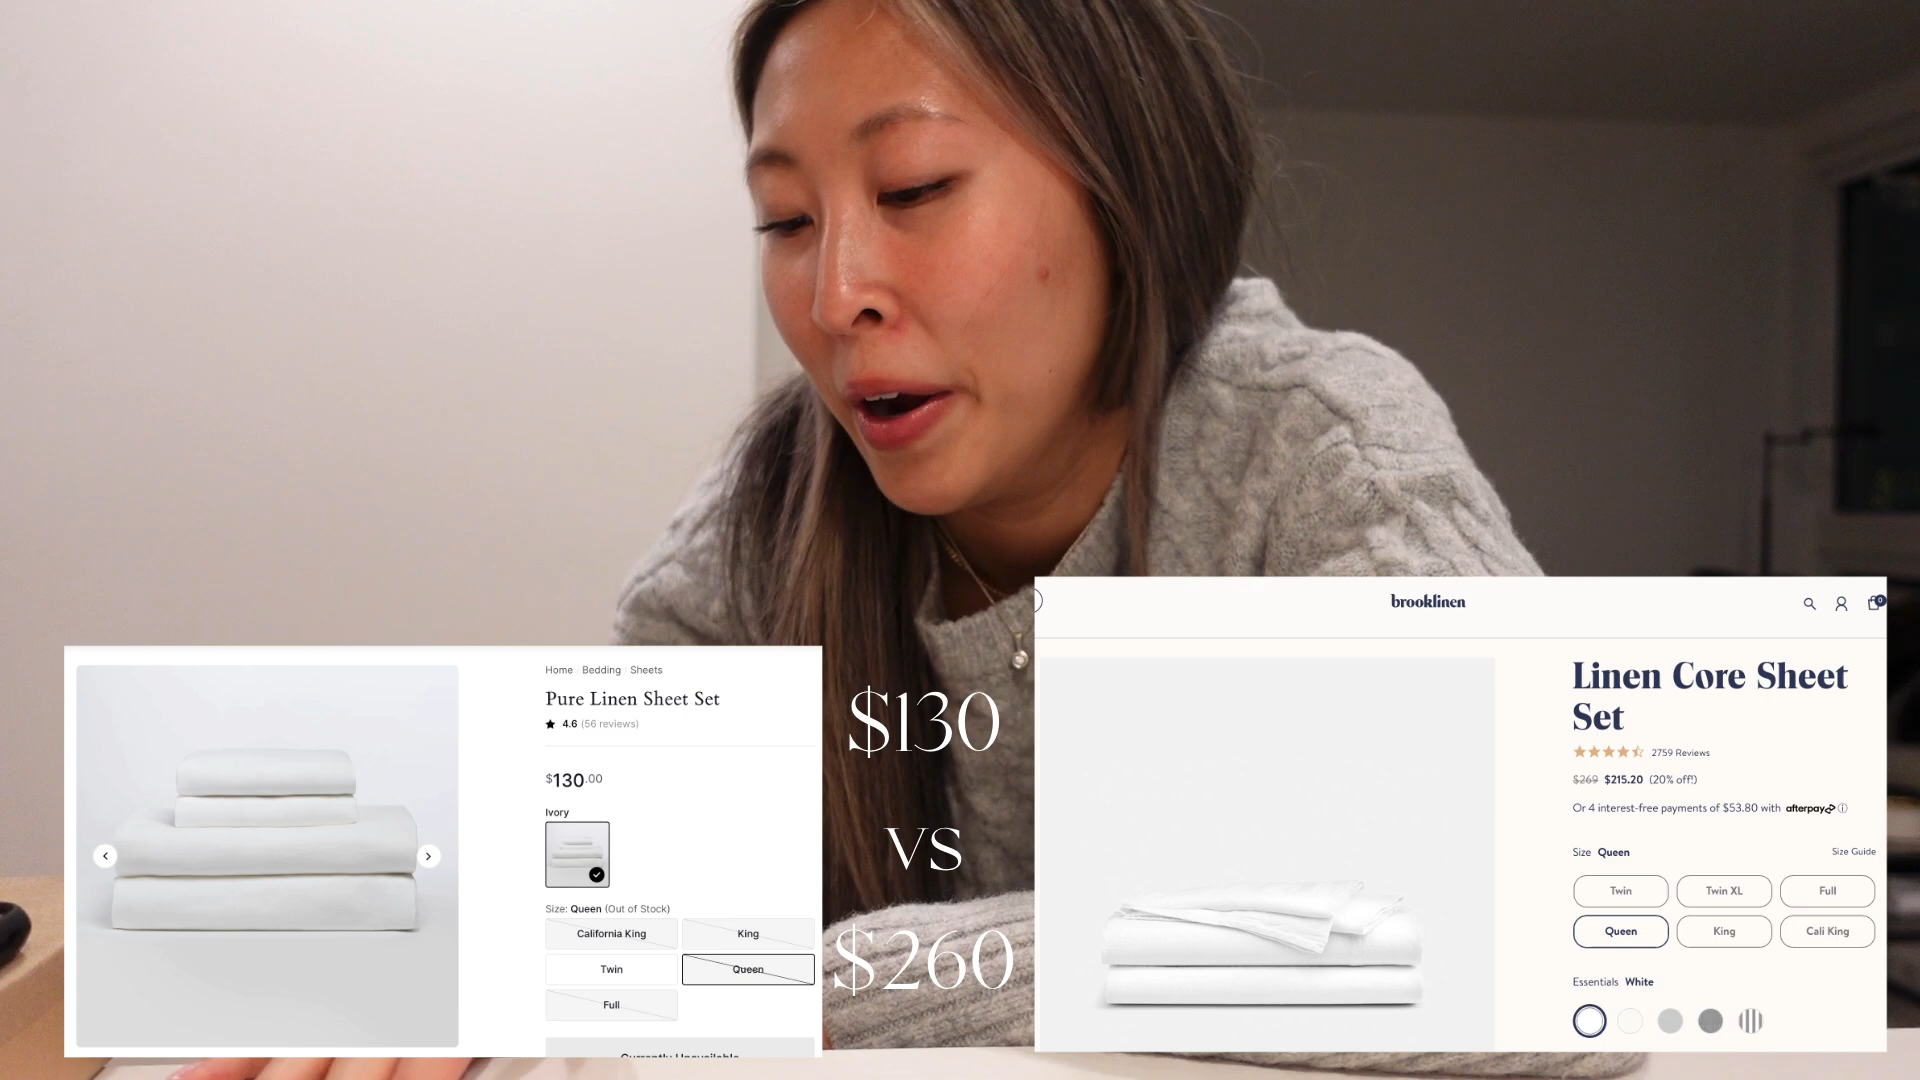 Home Bedding Sheets
Pure Linen Sheet Set
4.6 (56 reviews)
$130.00
Ivory
Size: Queen (Out of Stock)
California King
King
Twin
Queen
Full
Currently Unavailable
$130
VS
$260
brooklinen
0
Linen Core Sheet
Set
2759 Reviews
$269 $215.20 (20% off!)
Or 4 interest-free payments of $53.80 with afterpay
Size Queen
Size Guide
Twin
Twin XL
Full
Queen
King
Cali King
Essentials White